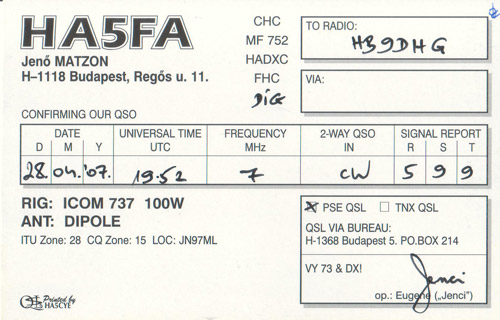 HA5FA
Jenő MATZON
H–1118 Budapest, Regős u. 11.
CHC
MF 752
HADXC
FHC
DIG
TO RADIO:
HB9DHG
VIA:
CONFIRMING OUR QSO
DATE
D M Y
UNIVERSAL TIME
UTC
FREQUENCY
MHz
2-WAY QSO
IN
SIGNAL REPORT
R S T
28. 04. '07. 19.52 7 CW 5 9 9
RIG: ICOM 737 100W
ANT: DIPOLE
ITU Zone: 28 CQ Zone: 15 LOC: JN97ML
X PSE QSL ☐ TNX QSL
QSL VIA BUREAU:
H-1368 Budapest 5. PO.BOX 214
VY 73 & DX!
Jenci
op.: Eugene („Jenci”)
Printed by
HA5CYE